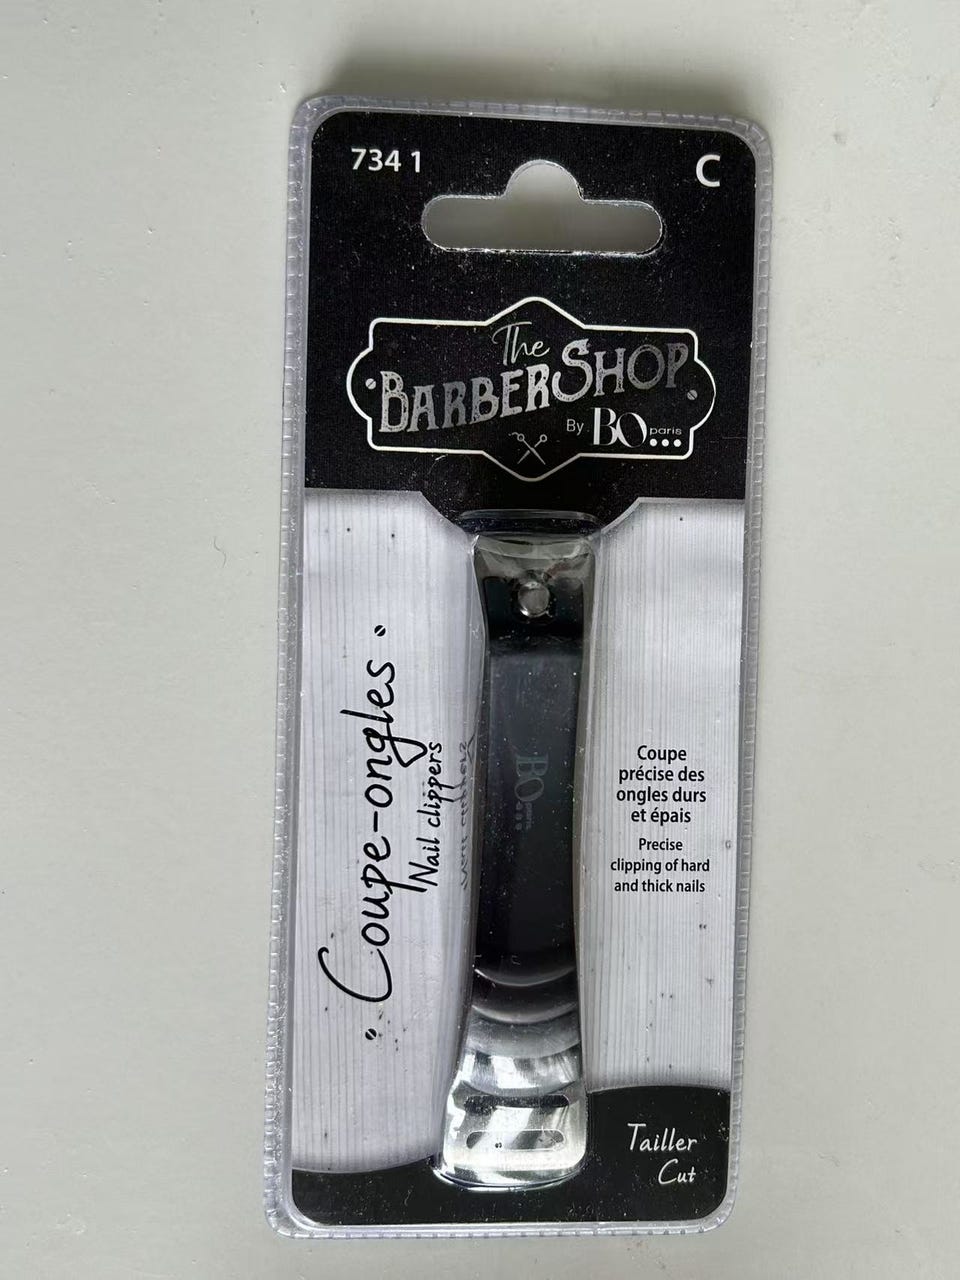 734 1
C
The
BARBERSHOP
By BO... paris
Coupe-ongles
Nail clippers
BO...
Coupe
précise des
ongles durs
et épais
Precise
clipping of hard
and thick nails
Tailler
Cut